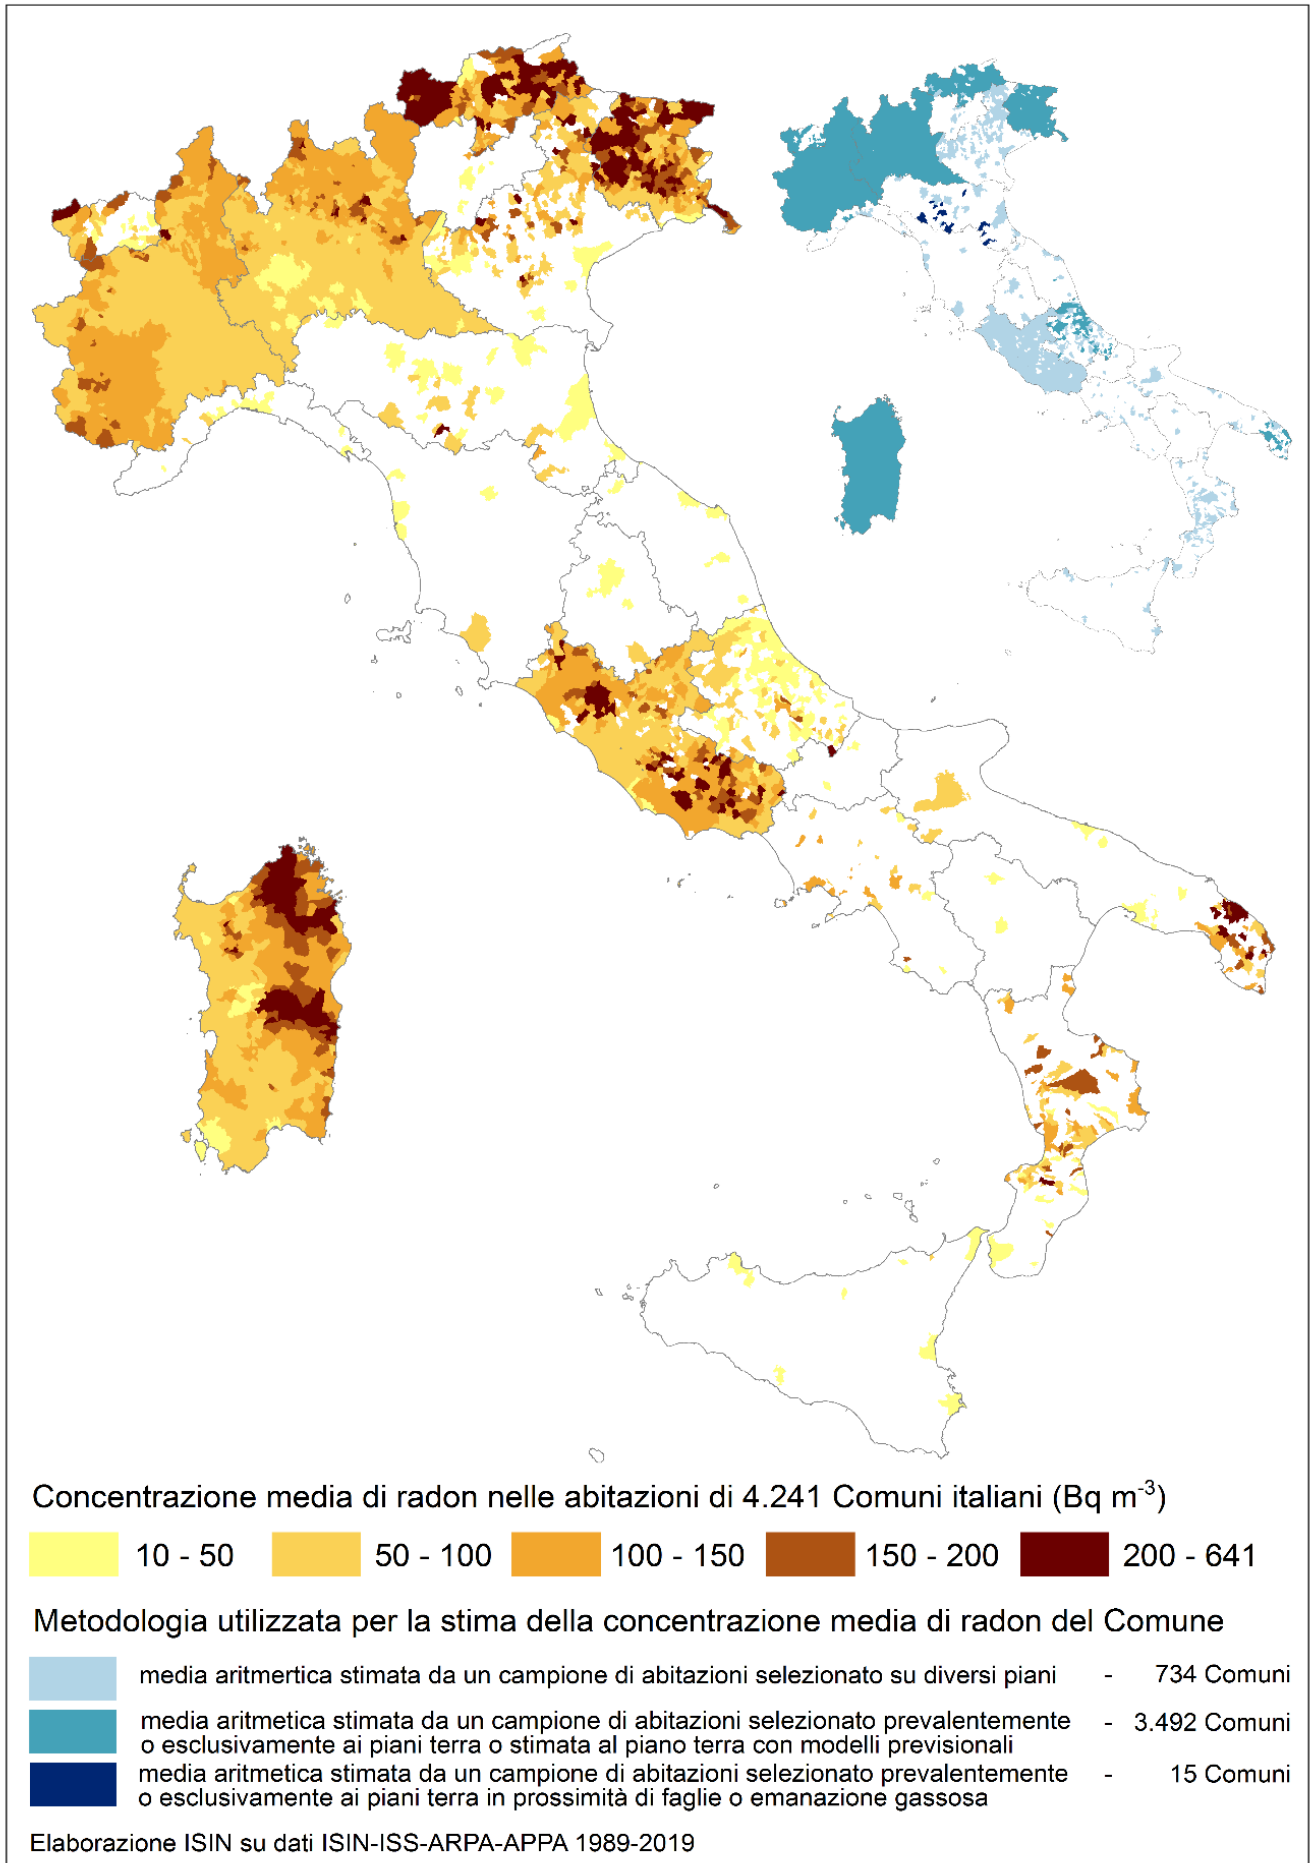 Concentrazione media di radon nelle abitazioni di 4.241 Comuni italiani (Bq m⁻³)
10 - 50
50 - 100
100 - 150
150 - 200
200 - 641
Metodologia utilizzata per la stima della concentrazione media di radon del Comune
media aritmertica stimata da un campione di abitazioni selezionato su diversi piani - 734 Comuni
media aritmetica stimata da un campione di abitazioni selezionato prevalentemente - 3.492 Comuni
o esclusivamente ai piani terra o stimata al piano terra con modelli previsionali
media aritmetica stimata da un campione di abitazioni selezionato prevalentemente - 15 Comuni
o esclusivamente ai piani terra in prossimità di faglie o emanazione gassosa
Elaborazione ISIN su dati ISIN-ISS-ARPA-APPA 1989-2019